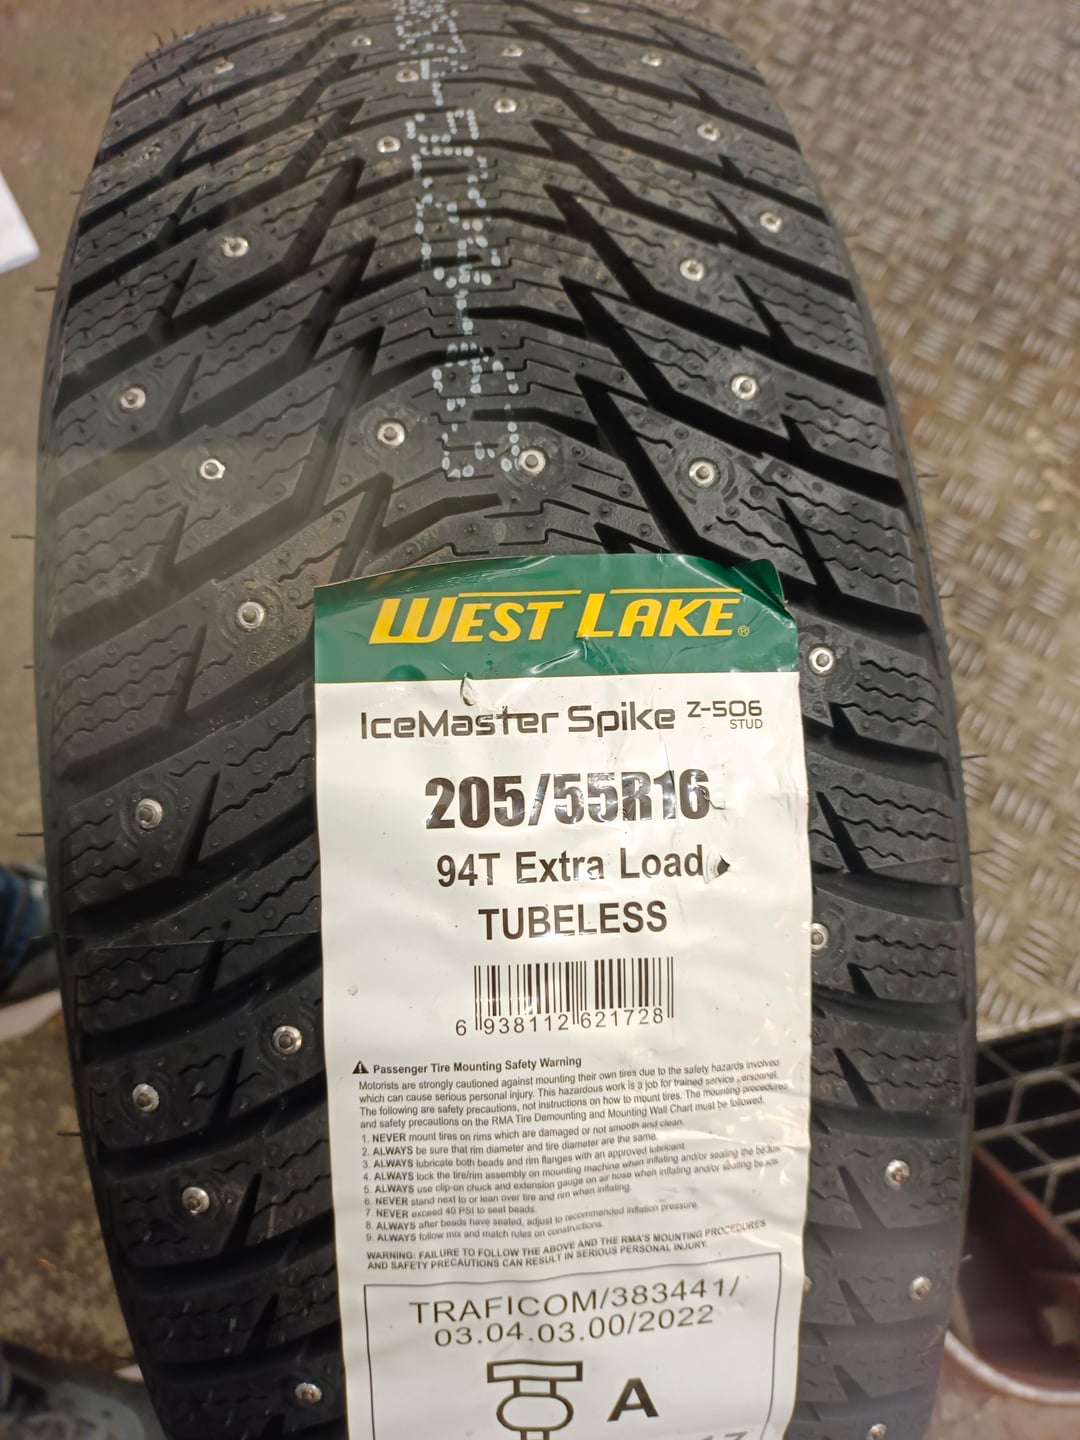 WEST LAKE®
IceMaster Spike Z-506
STUD
205/55R16
94T Extra Load
TUBELESS
6 938112 621728
Passenger Tire Mounting Safety Warning
Motorists are strongly cautioned against mounting their own tires due to the safety hazards involved
which can cause serious personal injury. This hazardous work is a job for trained service personnel.
The following are safety precautions, not instructions on how to mount tires. The mounting procedures
and safety precautions on the RMA Tire Demounting and Mounting Wall Chart must be followed.
1. NEVER mount tires on rims which are damaged or not smooth and clean.
2. ALWAYS be sure that rim diameter and tire diameter are the same.
3. ALWAYS lubricate both beads and rim flanges with an approved lubricant.
4. ALWAYS lock the tire/rim assembly on mounting machine when inflating and/or seating the beads.
5. ALWAYS use clip-on chuck and extension gauge on air hose when inflating and/or seating beads.
6. NEVER stand next to or lean over tire and rim when inflating.
7. NEVER exceed 40 PSI to seat beads.
8. ALWAYS after beads have seated, adjust to recommended inflation pressure.
9. ALWAYS follow mix and match rules on constructions.
WARNING: FAILURE TO FOLLOW THE ABOVE AND THE RMA'S MOUNTING PROCEDURES
AND SAFETY PRECAUTIONS CAN RESULT IN SERIOUS PERSONAL INJURY.
TRAFICOM/383441/
03.04.03.00/2022
A